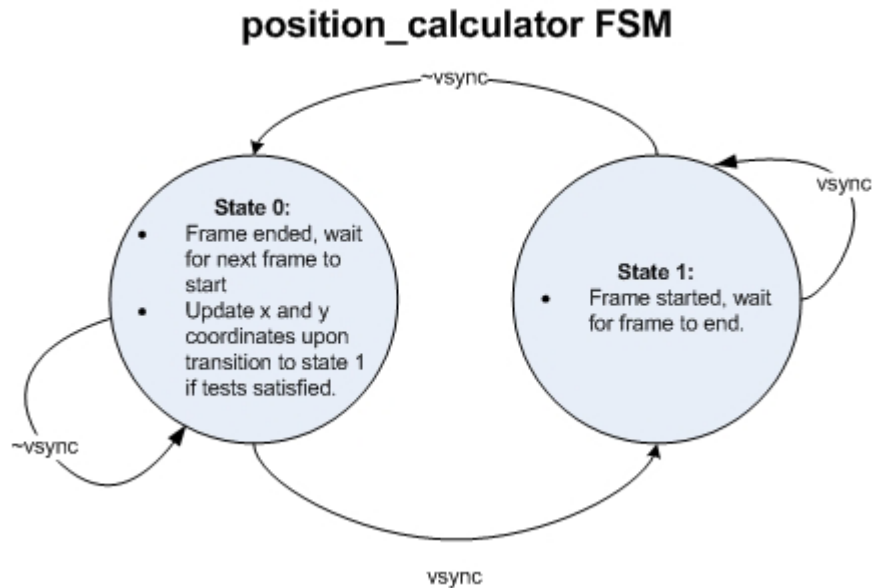 position_calculator FSM
~vsync
vsync
State 0:
• Frame ended, wait
for next frame to
start
• Update x and y
coordinates upon
transition to state 1
if tests satisfied.
State 1:
• Frame started, wait
for frame to end.
~vsync
vsync